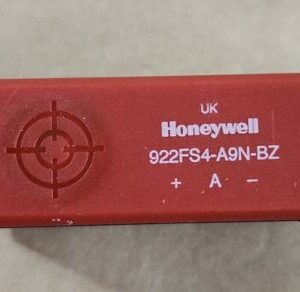 UK
Honeywell
922FS4-A9N-BZ
+ A −